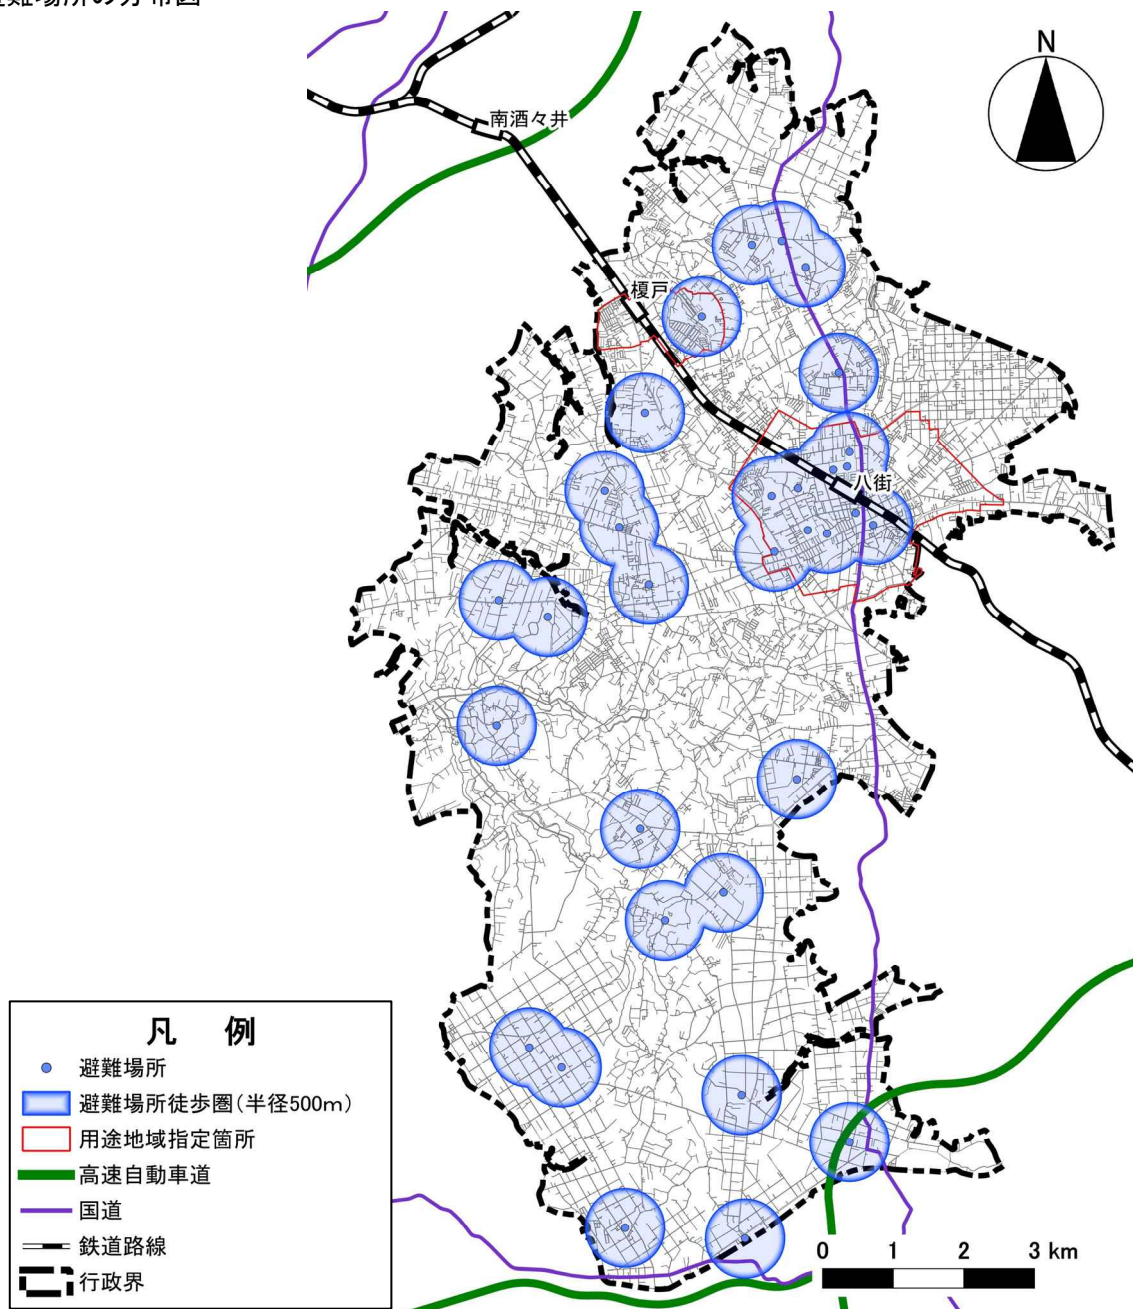 避難場所の分布図
N
南酒々井
榎戸
八街
凡 例
避難場所
避難場所徒歩圏(半径500m)
用途地域指定箇所
高速自動車道
国道
鉄道路線
行政界
0 1 2 3 km